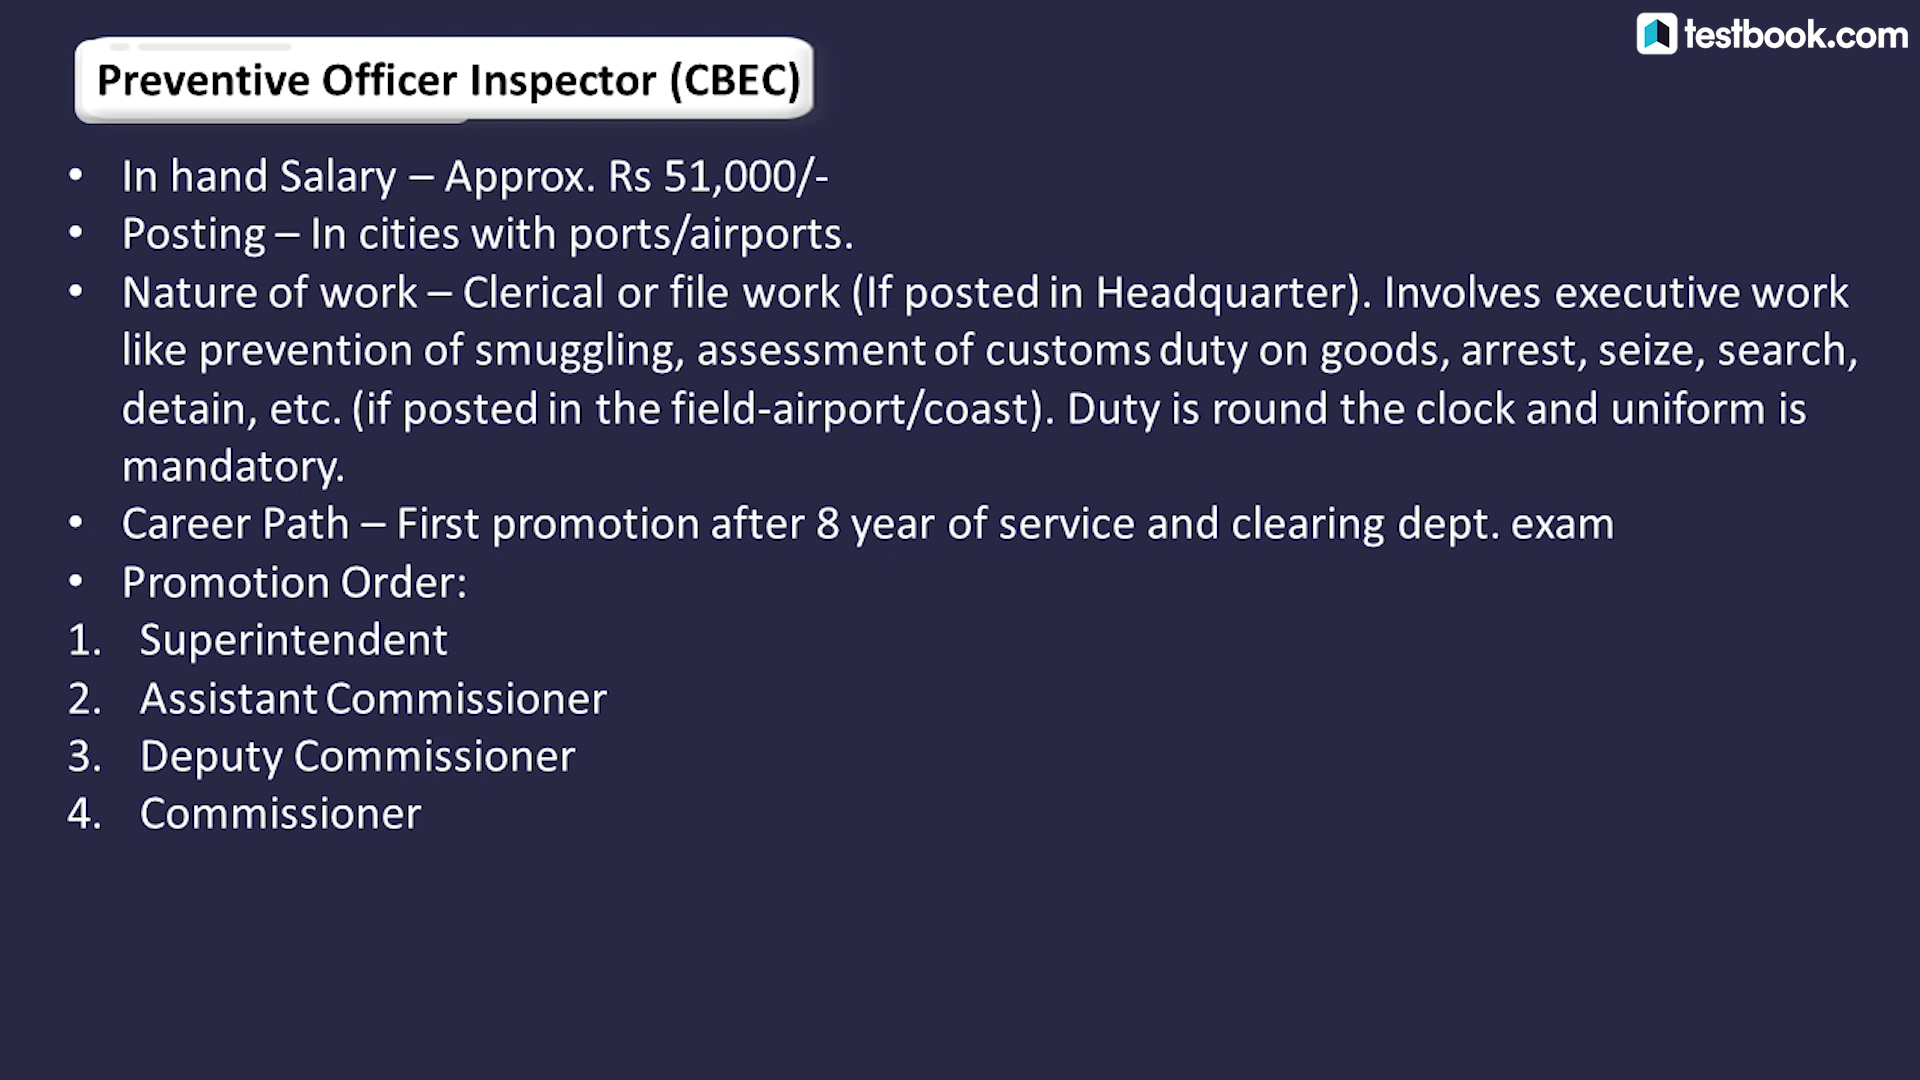 testbook.com
Preventive Officer Inspector (CBEC)
• In hand Salary – Approx. Rs 51,000/-
• Posting – In cities with ports/airports.
• Nature of work – Clerical or file work (If posted in Headquarter). Involves executive work
like prevention of smuggling, assessment of customs duty on goods, arrest, seize, search,
detain, etc. (if posted in the field-airport/coast). Duty is round the clock and uniform is
mandatory.
• Career Path – First promotion after 8 year of service and clearing dept. exam
• Promotion Order:
1. Superintendent
2. Assistant Commissioner
3. Deputy Commissioner
4. Commissioner